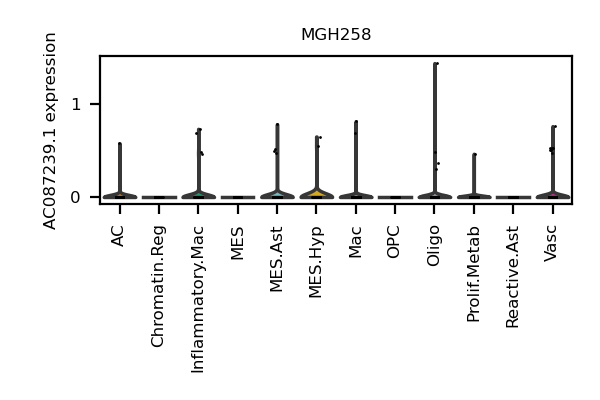 MGH258
AC087239.1 expression
1
0
AC
Chromatin.Reg
Inflammatory.Mac
MES
MES.Ast
MES.Hyp
Mac
OPC
Oligo
Prolif.Metab
Reactive.Ast
Vasc